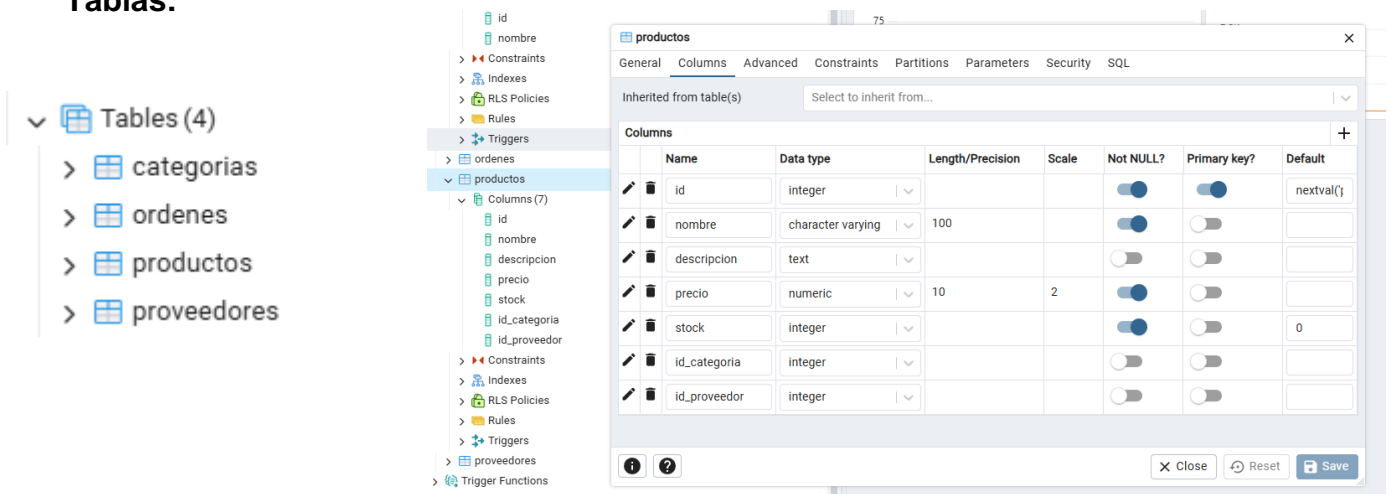 Tablas:
Tables (4)
categorias
ordenes
productos
proveedores
id
nombre
Constraints
Indexes
RLS Policies
Rules
Triggers
ordenes
productos
Columns (7)
id
nombre
descripcion
precio
stock
id_categoria
id_proveedor
Constraints
Indexes
RLS Policies
Rules
Triggers
proveedores
Trigger Functions
75
productos
General Columns Advanced Constraints Partitions Parameters Security SQL
Inherited from table(s) Select to inherit from...
Columns
Name Data type Length/Precision Scale Not NULL? Primary key? Default
id integer nextval('
nombre character varying 100
descripcion text
precio numeric 10 2
stock integer 0
id_categoria integer
id_proveedor integer
Close Reset Save